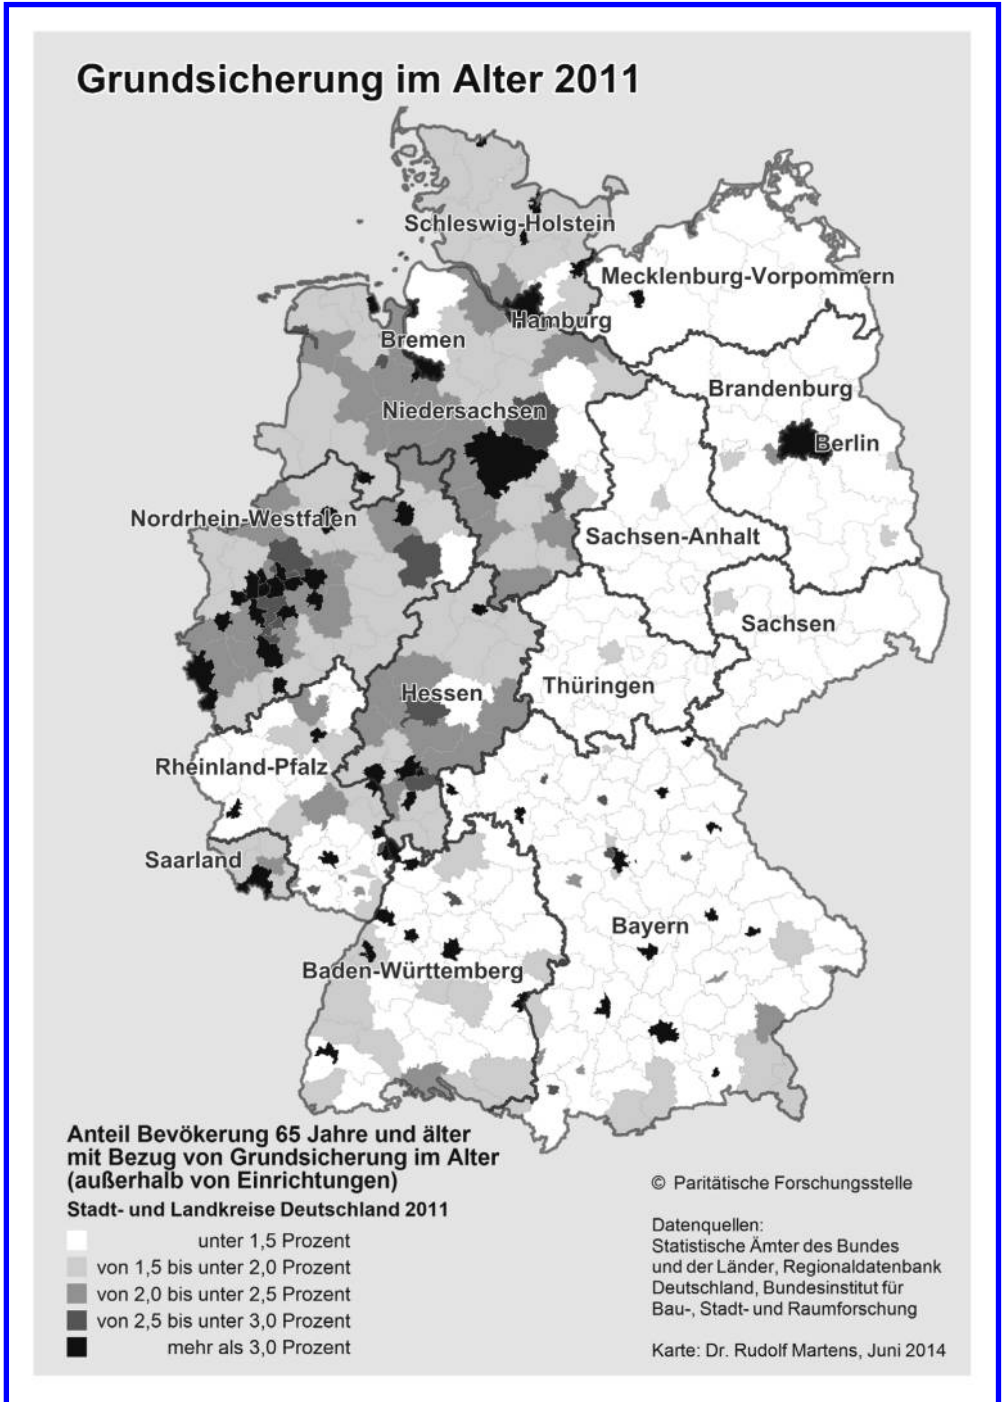 Grundsicherung im Alter 2011
Schleswig-Holstein
Mecklenburg-Vorpommern
Hamburg
Bremen
Brandenburg
Niedersachsen
Berlin
Nordrhein-Westfalen
Sachsen-Anhalt
Sachsen
Hessen
Thüringen
Rheinland-Pfalz
Saarland
Bayern
Baden-Württemberg
Anteil Bevökerung 65 Jahre und älter
mit Bezug von Grundsicherung im Alter
(außerhalb von Einrichtungen)
Stadt- und Landkreise Deutschland 2011
unter 1,5 Prozent
von 1,5 bis unter 2,0 Prozent
von 2,0 bis unter 2,5 Prozent
von 2,5 bis unter 3,0 Prozent
mehr als 3,0 Prozent
© Paritätische Forschungsstelle
Datenquellen:
Statistische Ämter des Bundes
und der Länder, Regionaldatenbank
Deutschland, Bundesinstitut für
Bau-, Stadt- und Raumforschung
Karte: Dr. Rudolf Martens, Juni 2014